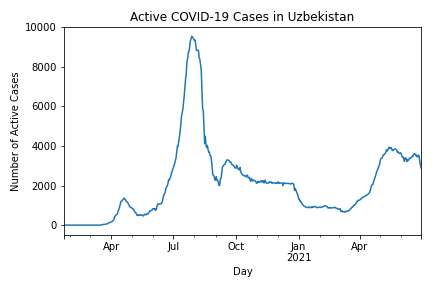 Active COVID-19 Cases in Uzbekistan
Number of Active Cases
10000
8000
6000
4000
2000
0
Apr Jul Oct Jan Apr
2021
Day